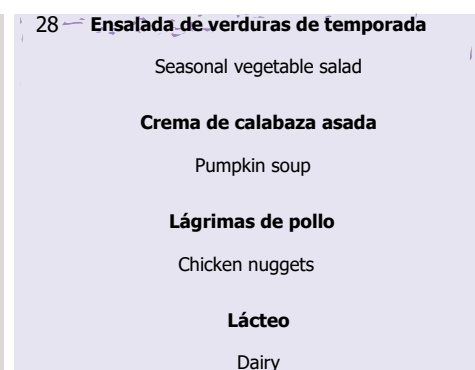 28 Ensalada de verduras de temporada
Seasonal vegetable salad
Crema de calabaza asada
Pumpkin soup
Lágrimas de pollo
Chicken nuggets
Lácteo
Dairy